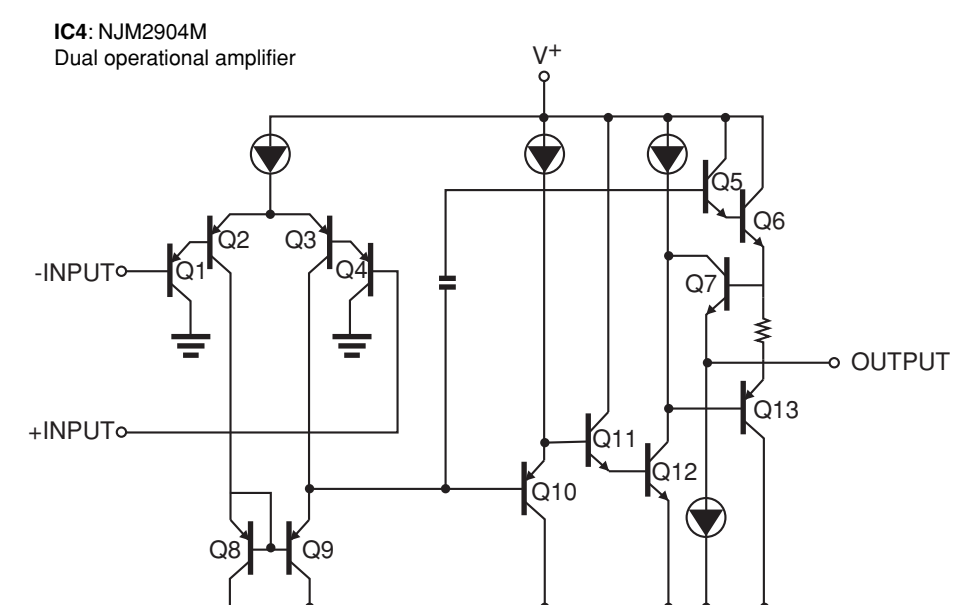 IC4: NJM2904M
Dual operational amplifier
V+
Q5
Q6
Q2
Q3
-INPUT
Q1
Q4
Q7
OUTPUT
Q13
+INPUT
Q11
Q12
Q10
Q8
Q9